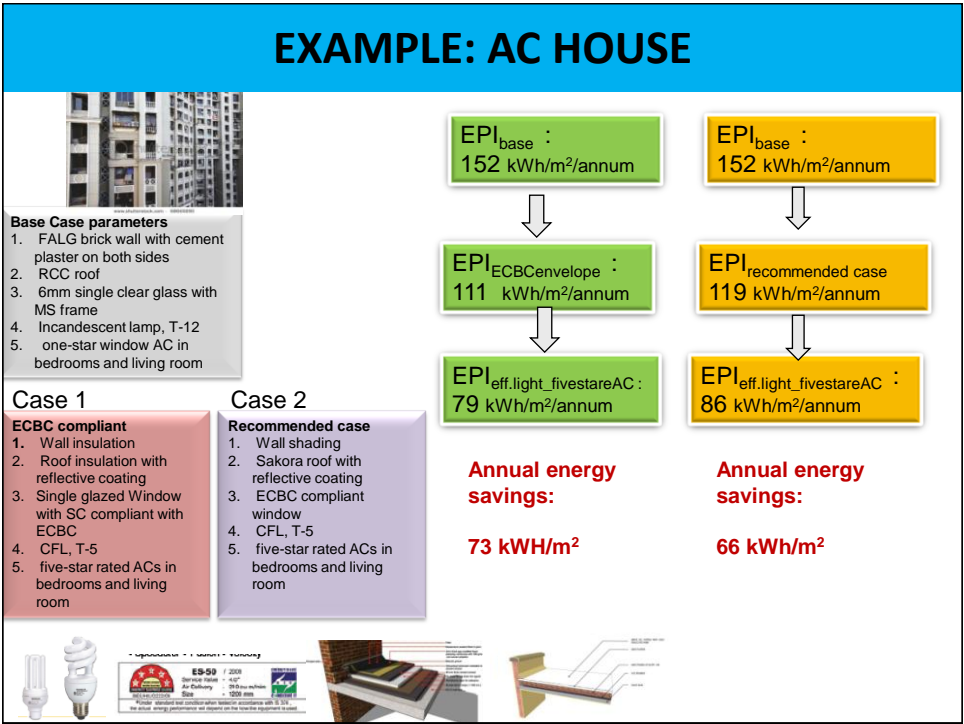 EXAMPLE: AC HOUSE
Base Case parameters
1. FALG brick wall with cement
plaster on both sides
2. RCC roof
3. 6mm single clear glass with
MS frame
4. Incandescent lamp, T-12
5. one-star window AC in
bedrooms and living room
Case 1
ECBC compliant
1. Wall insulation
2. Roof insulation with
reflective coating
3. Single glazed Window
with SC compliant with
ECBC
4. CFL, T-5
5. five-star rated ACs in
bedrooms and living
room
Case 2
Recommended case
1. Wall shading
2. Sakora roof with
reflective coating
3. ECBC compliant
window
4. CFL, T-5
5. five-star rated ACs in
bedrooms and living
room
EPIbase :
152 kWh/m²/annum
EPIECBCenvelope :
111 kWh/m²/annum
EPIeff.light_fivestareAC :
79 kWh/m²/annum
Annual energy
savings:
73 kWH/m²
EPIbase :
152 kWh/m²/annum
EPIrecommended case
119 kWh/m²/annum
EPIeff.light_fivestareAC :
86 kWh/m²/annum
Annual energy
savings:
66 kWh/m²
ES-50 / 2009
Service Value
Air Delivery
Size : 1200 mm